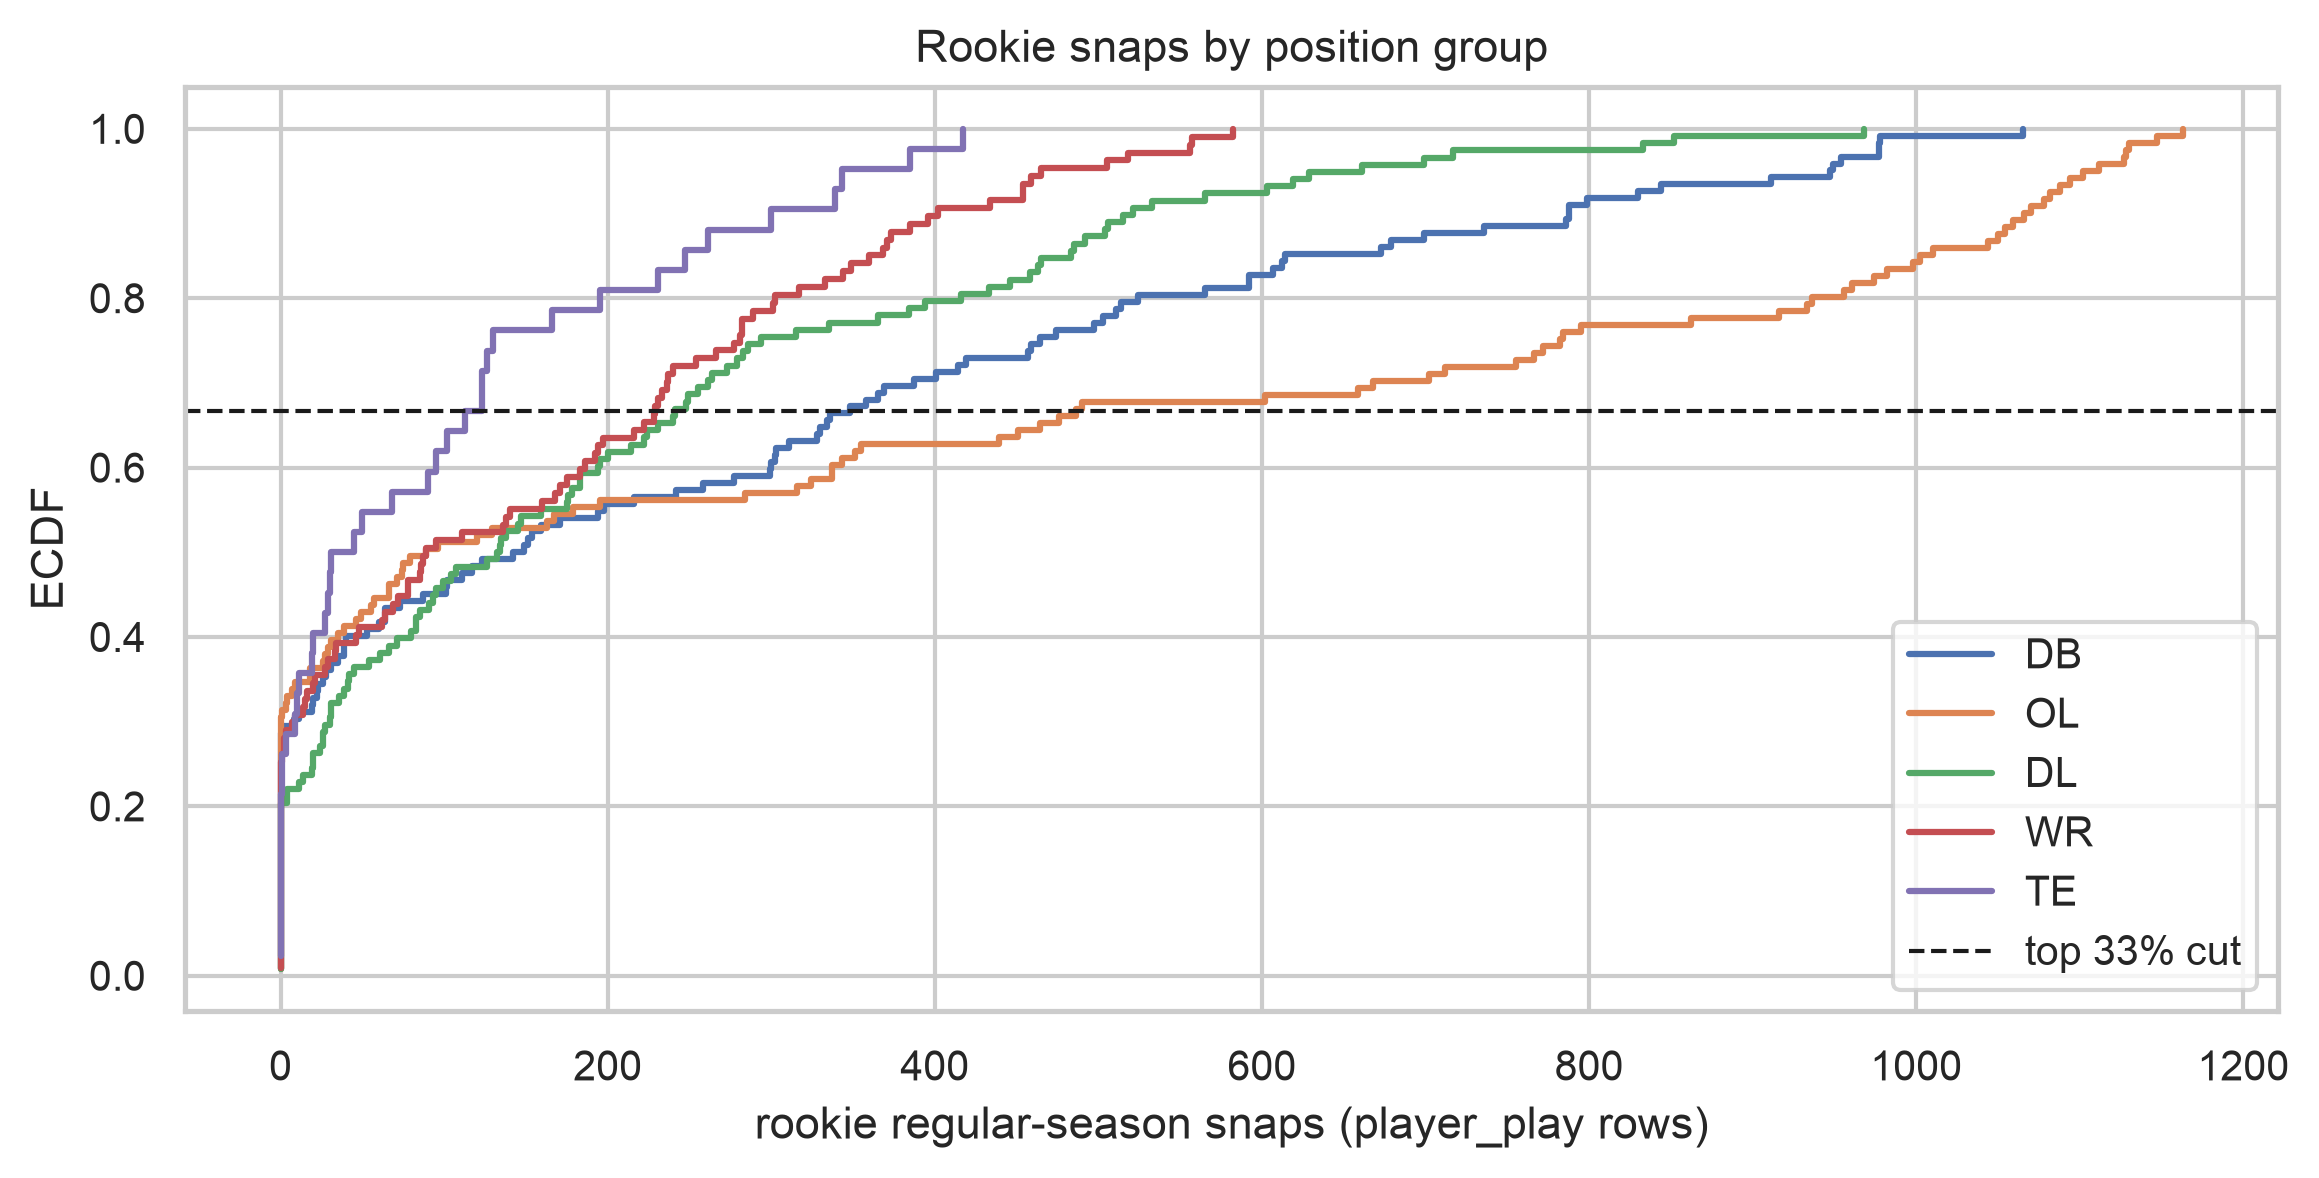 Rookie snaps by position group
ECDF
1.0
0.8
0.6
0.4
0.2
0.0
DB
OL
DL
WR
TE
top 33% cut
0 200 400 600 800 1000 1200
rookie regular-season snaps (player_play rows)